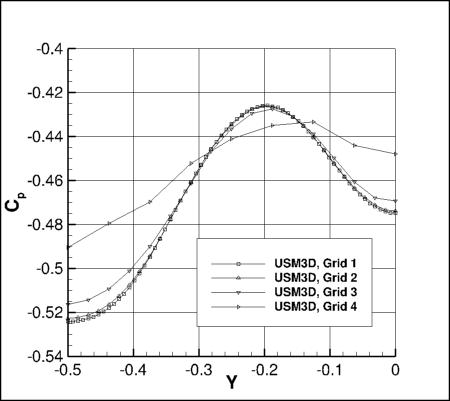 -0.4
-0.42
-0.44
-0.46
-0.48
-0.5
-0.52
-0.54
Cp
USM3D, Grid 1
USM3D, Grid 2
USM3D, Grid 3
USM3D, Grid 4
-0.5 -0.4 -0.3 -0.2 -0.1 0
Y